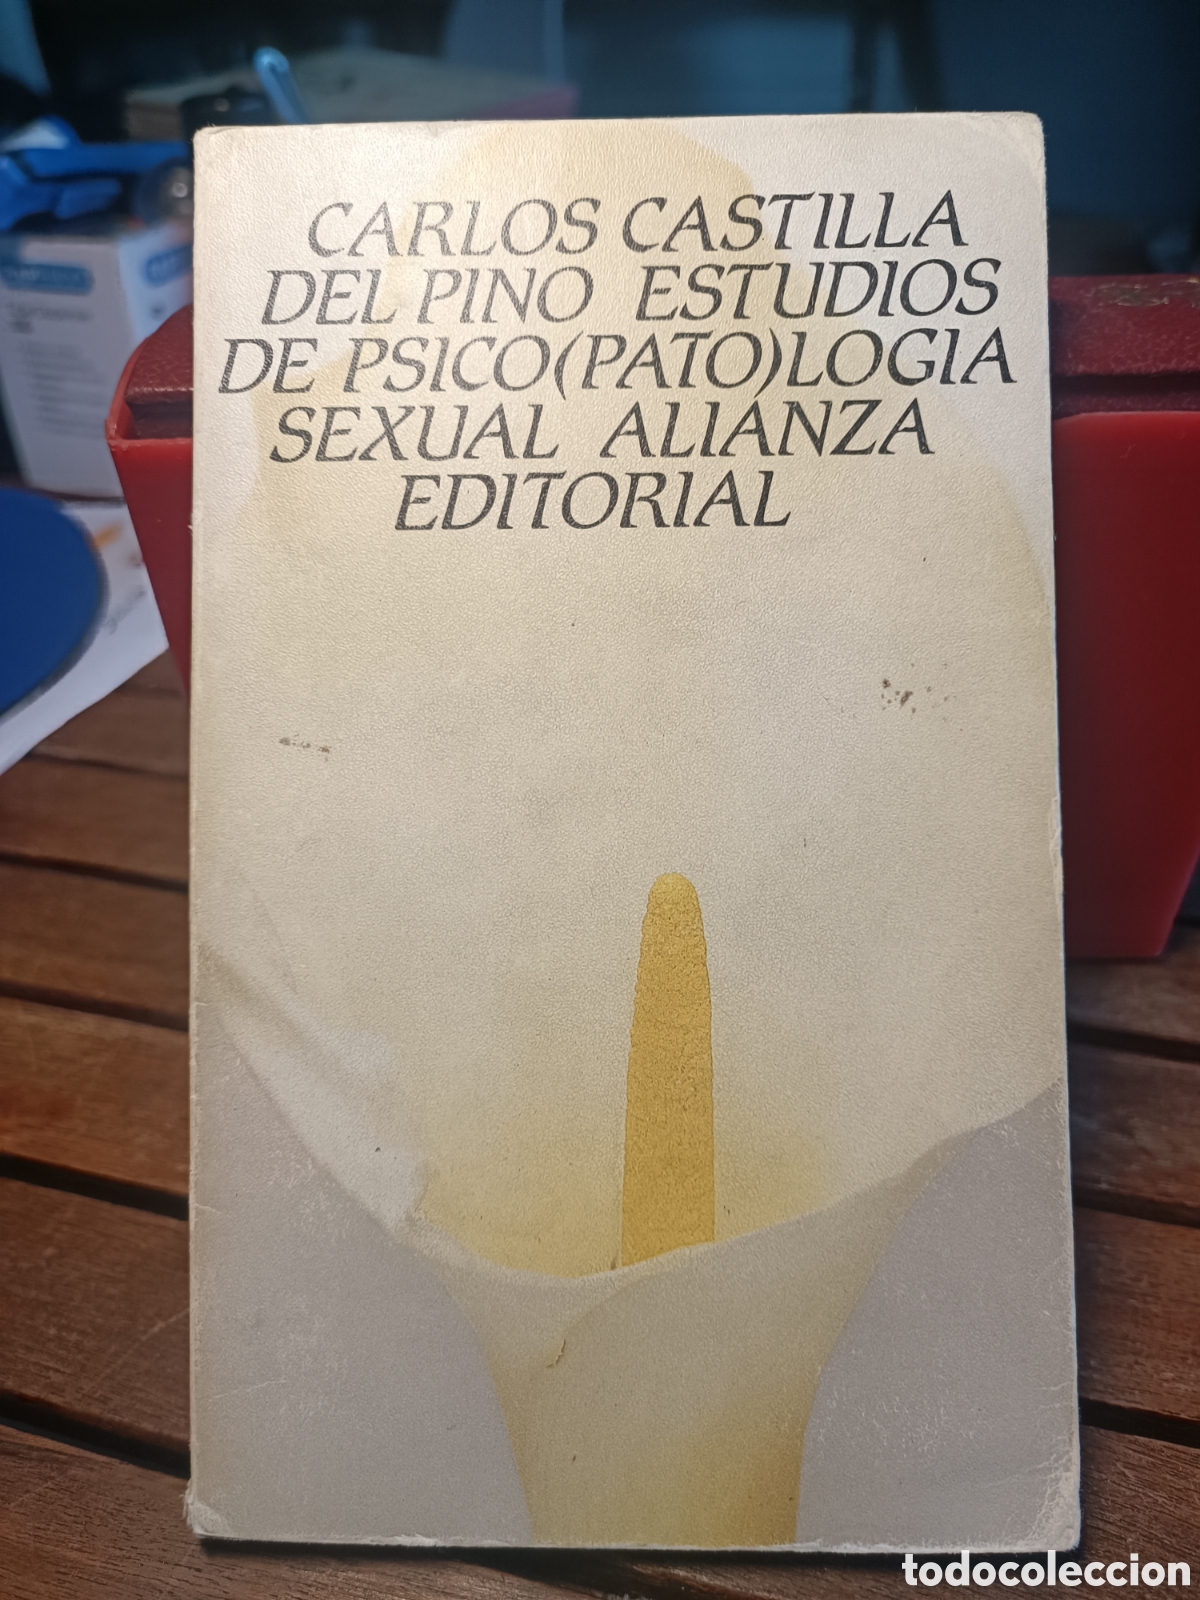 CARLOS CASTILLA
DEL PINO ESTUDIOS
DE PSICO(PATO)LOGIA
SEXUAL ALIANZA
EDITORIAL
todocoleccion